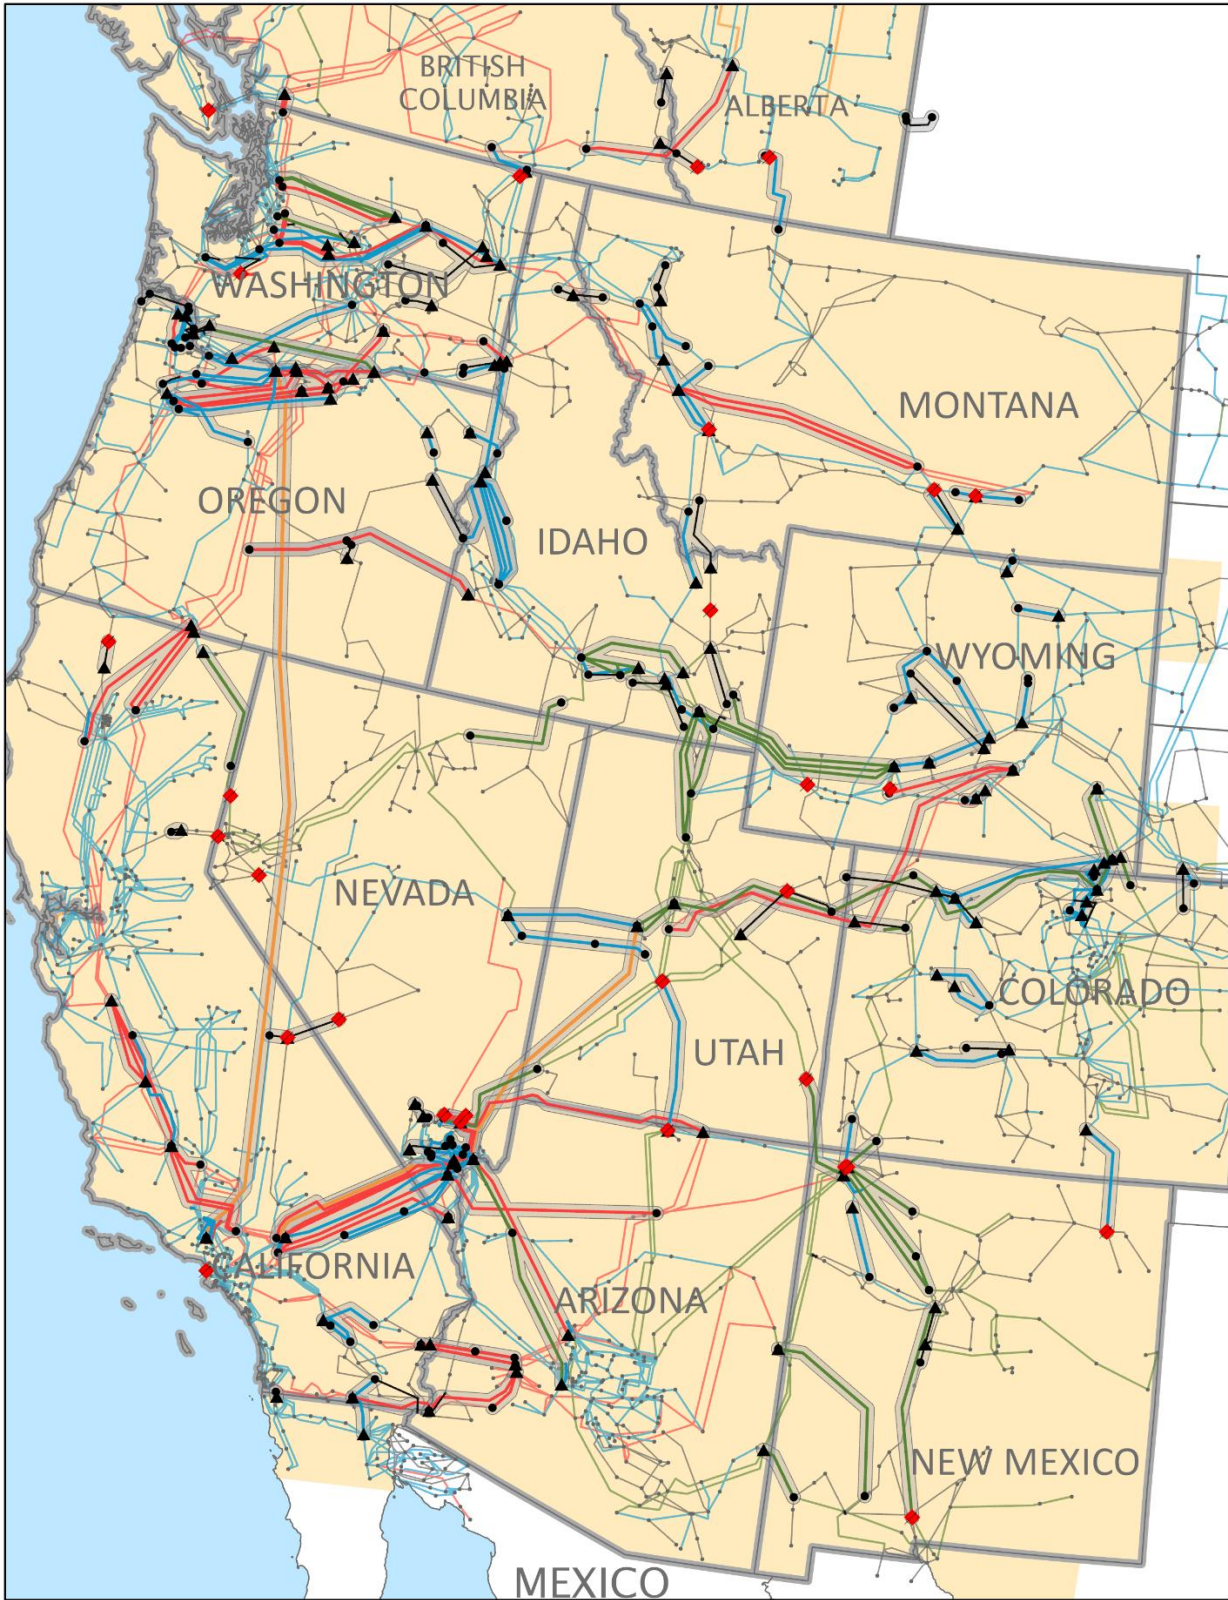 BRITISH
COLUMBIA
ALBERTA
WASHINGTON
MONTANA
OREGON
IDAHO
WYOMING
NEVADA
COLORADO
UTAH
CALIFORNIA
ARIZONA
NEW MEXICO
MEXICO